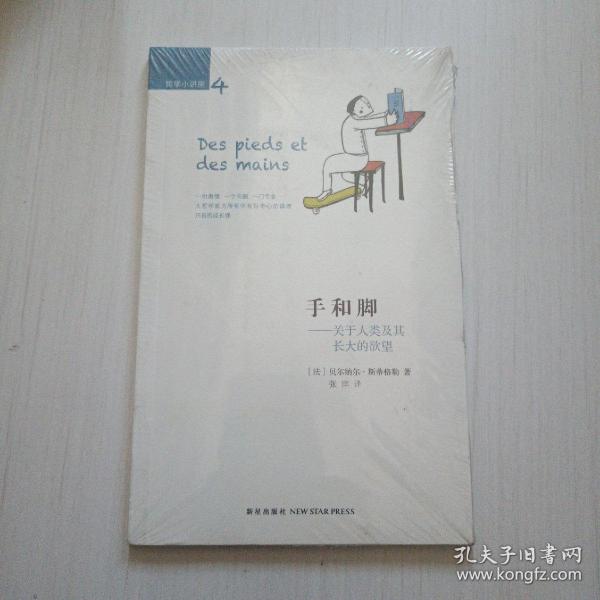 哲学小讲座 4
Des pieds et
des mains
手和脚
——关于人类及其
长大的欲望
[法] 贝尔纳尔·斯蒂格勒 著
张洋 译
新星出版社 NEW STAR PRESS
孔夫子旧书网
www.kongfz.com